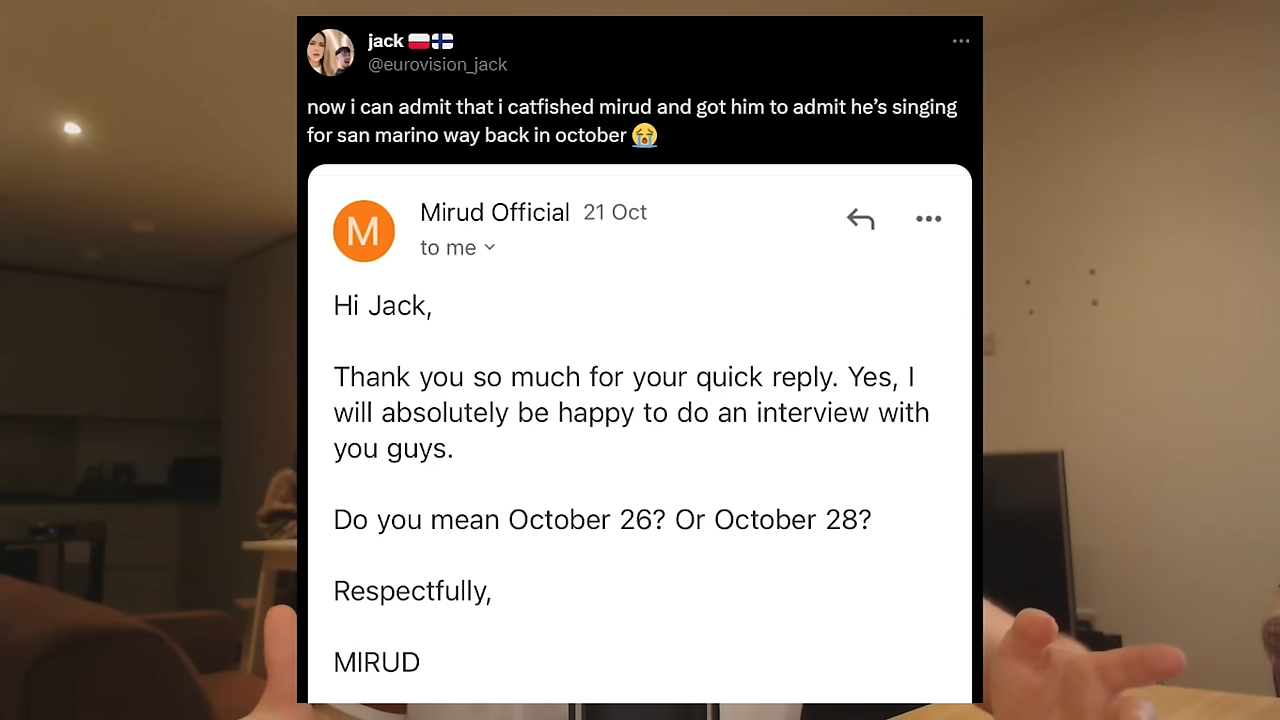 jack 🇵🇱🇫🇮
@eurovision_jack
now i can admit that i catfished mirud and got him to admit he’s singing
for san marino way back in october 😭
M
Mirud Official 21 Oct
to me
Hi Jack,
Thank you so much for your quick reply. Yes, I
will absolutely be happy to do an interview with
you guys.
Do you mean October 26? Or October 28?
Respectfully,
MIRUD